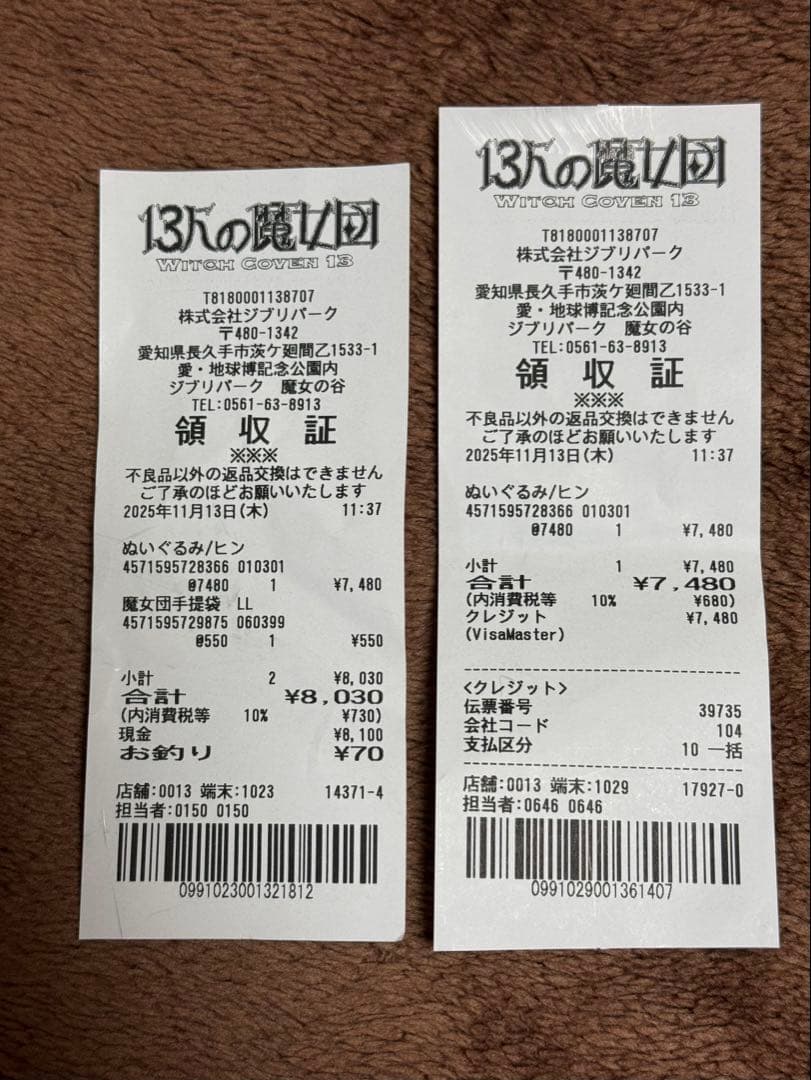 13人の魔女団
WITCH COVEN 13
T8180001138707
株式会社ジブリパーク
〒480-1342
愛知県長久手市茨ケ廻間乙1533-1
愛・地球博記念公園内
ジブリパーク 魔女の谷
TEL:0561-63-8913
領 収 証
※※※
不良品以外の返品交換はできません
ご了承のほどお願いいたします
2025年11月13日(木) 11:37
ぬいぐるみ/ヒン
4571595728366 010301
@7480 1 ¥7,480
魔女団手提袋 LL
4571595729875 060399
@550 1 ¥550
小計 2 ¥8,030
合計 ¥8,030
(内消費税等 10% ¥730)
現金 ¥8,100
お釣り ¥70
店舗:0013 端末:1023 14371-4
担当者:0150 0150
0991023001321812
13人の魔女団
WITCH COVEN 13
T8180001138707
株式会社ジブリパーク
〒480-1342
愛知県長久手市茨ケ廻間乙1533-1
愛・地球博記念公園内
ジブリパーク 魔女の谷
TEL:0561-63-8913
領 収 証
※※※
不良品以外の返品交換はできません
ご了承のほどお願いいたします
2025年11月13日(木) 11:37
ぬいぐるみ/ヒン
4571595728366 010301
@7480 1 ¥7,480
小計 1 ¥7,480
合計 ¥7,480
(内消費税等 10% ¥680)
クレジット ¥7,480
(VisaMaster)
<クレジット>
伝票番号 39735
会社コード 104
支払区分 10 一括
店舗:0013 端末:1029 17927-0
担当者:0646 0646
0991029001361407